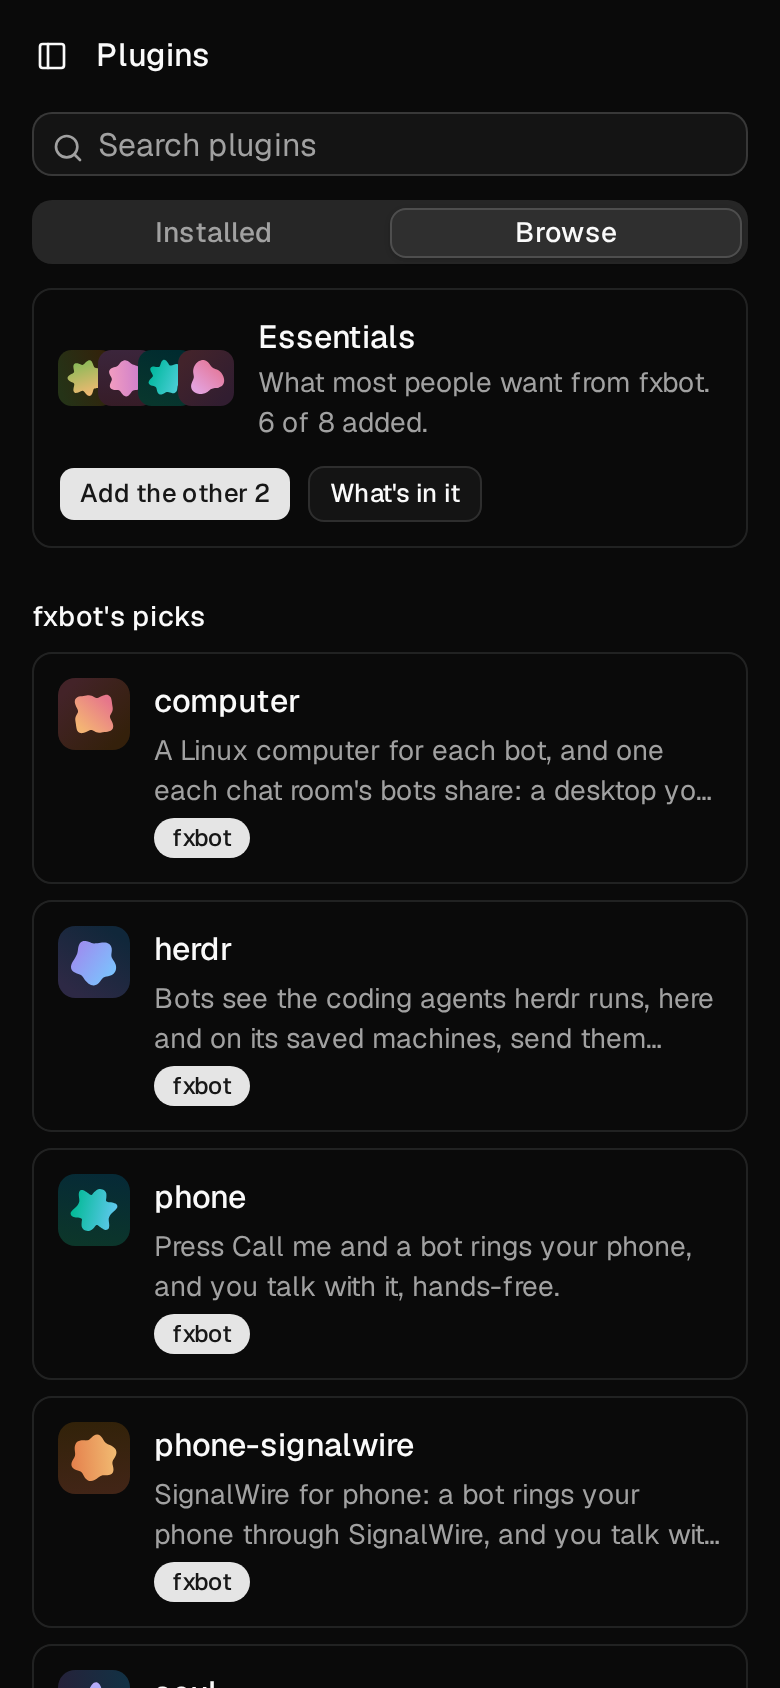 Plugins
Search plugins
Installed
Browse
Essentials
What most people want from fxbot.
6 of 8 added.
Add the other 2
What's in it
fxbot's picks
computer
A Linux computer for each bot, and one
each chat room's bots share: a desktop yo…
fxbot
herdr
Bots see the coding agents herdr runs, here
and on its saved machines, send them…
fxbot
phone
Press Call me and a bot rings your phone,
and you talk with it, hands-free.
fxbot
phone-signalwire
SignalWire for phone: a bot rings your
phone through SignalWire, and you talk wit…
fxbot